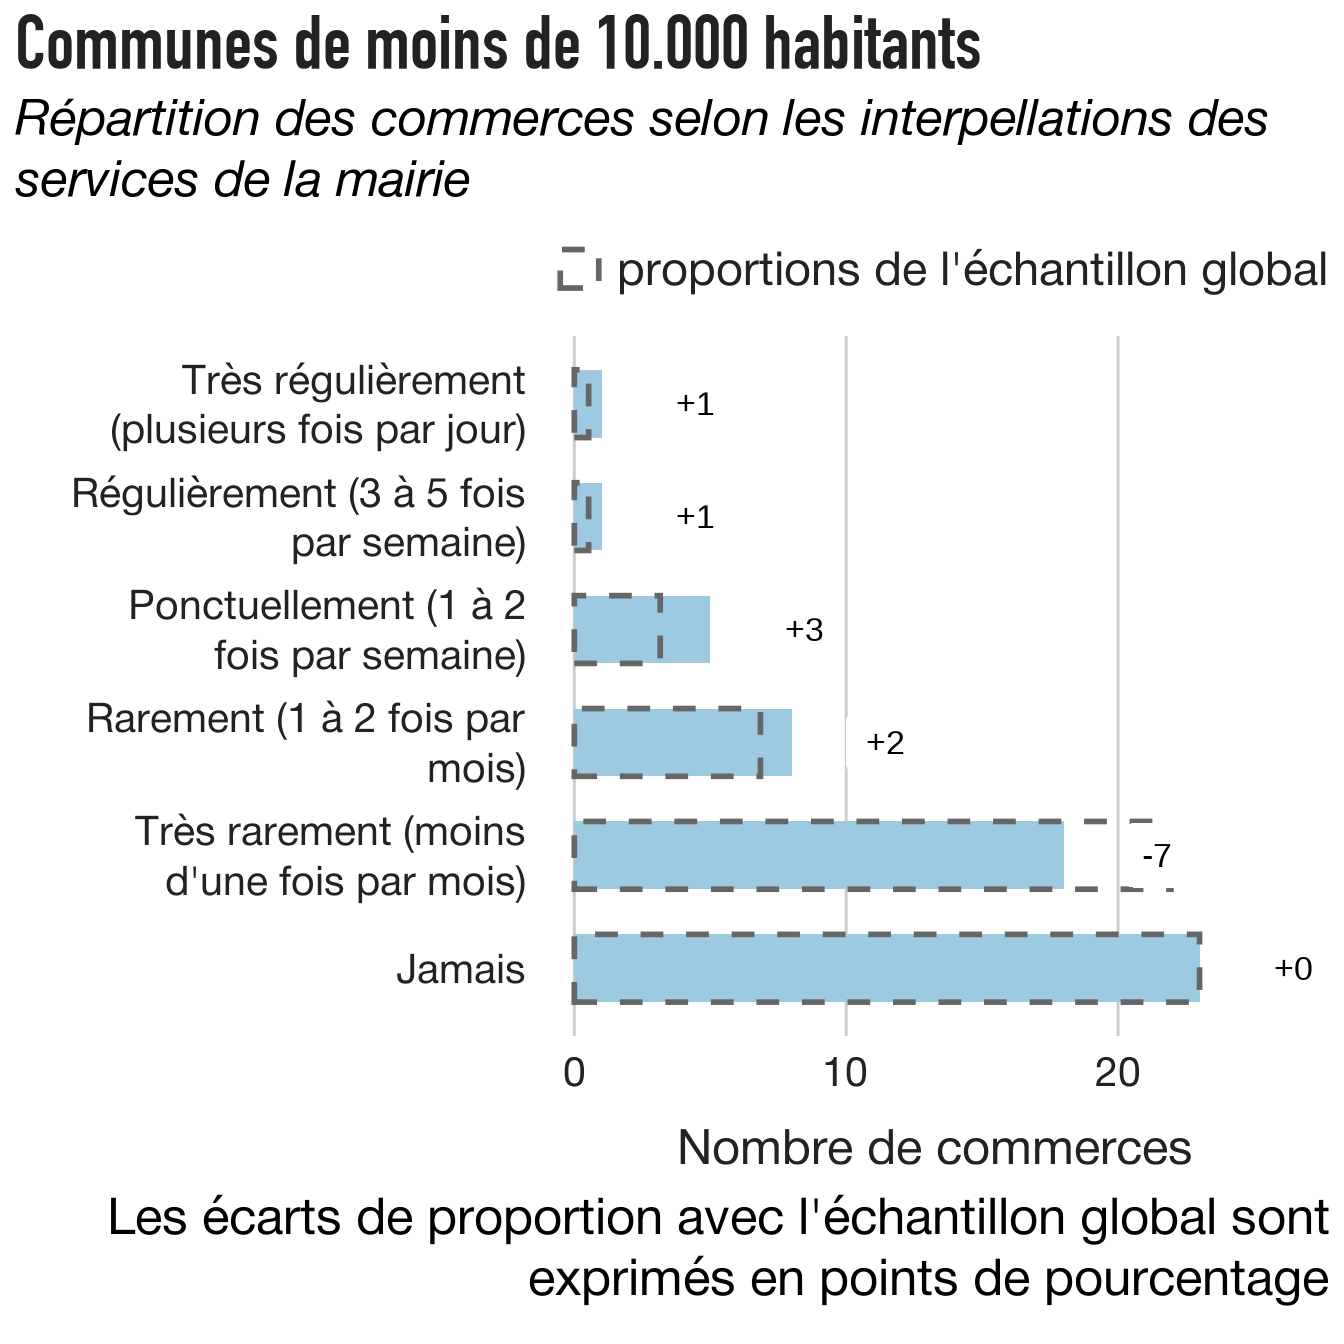 Communes de moins de 10.000 habitants
Répartition des commerces selon les interpellations des
services de la mairie
proportions de l'échantillon global
Très régulièrement
(plusieurs fois par jour)
+1
Régulièrement (3 à 5 fois
par semaine)
+1
Ponctuellement (1 à 2
fois par semaine)
+3
Rarement (1 à 2 fois par
mois)
+2
Très rarement (moins
d'une fois par mois)
-7
Jamais
+0
0 10 20
Nombre de commerces
Les écarts de proportion avec l'échantillon global sont
exprimés en points de pourcentage